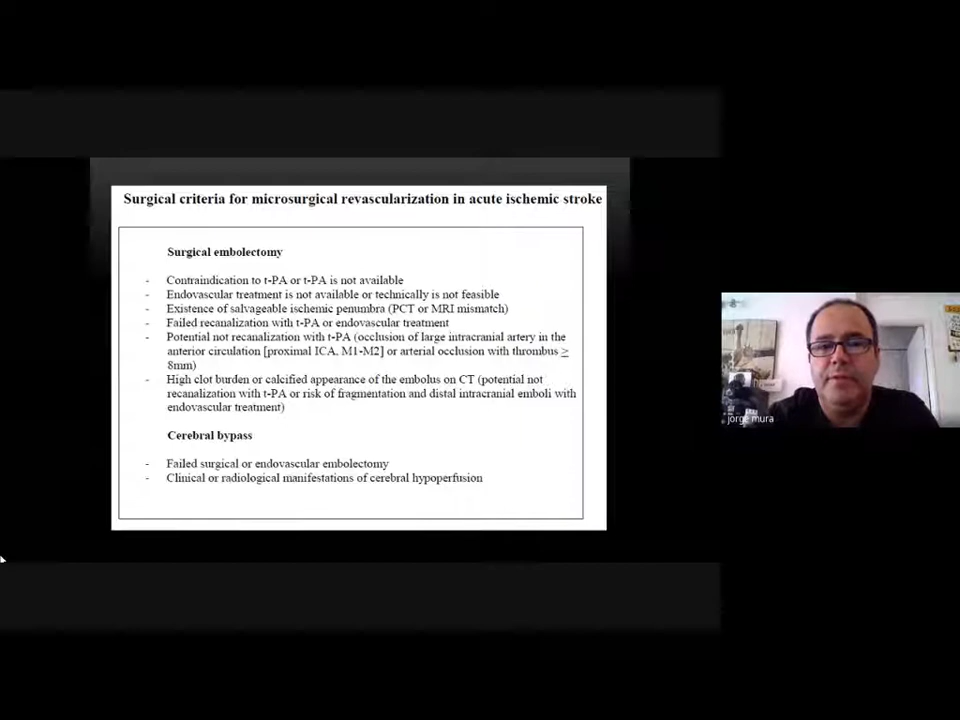 Surgical criteria for microsurgical revascularization in acute ischemic stroke
Surgical embolectomy
- Contraindication to t-PA or t-PA is not available
- Endovascular treatment is not available or technically is not feasible
- Existence of salvageable ischemic penumbra (PCT or MRI mismatch)
- Failed recanalization with t-PA or endovascular treatment
- Potential not recanalization with t-PA (occlusion of large intracranial artery in the
anterior circulation [proximal ICA, M1-M2] or arterial occlusion with thrombus ≥
8mm)
- High clot burden or calcified appearance of the embolus on CT (potential not
recanalization with t-PA or risk of fragmentation and distal intracranial emboli with
endovascular treatment)
Cerebral bypass
- Failed surgical or endovascular embolectomy
- Clinical or radiological manifestations of cerebral hypoperfusion
jorge mura